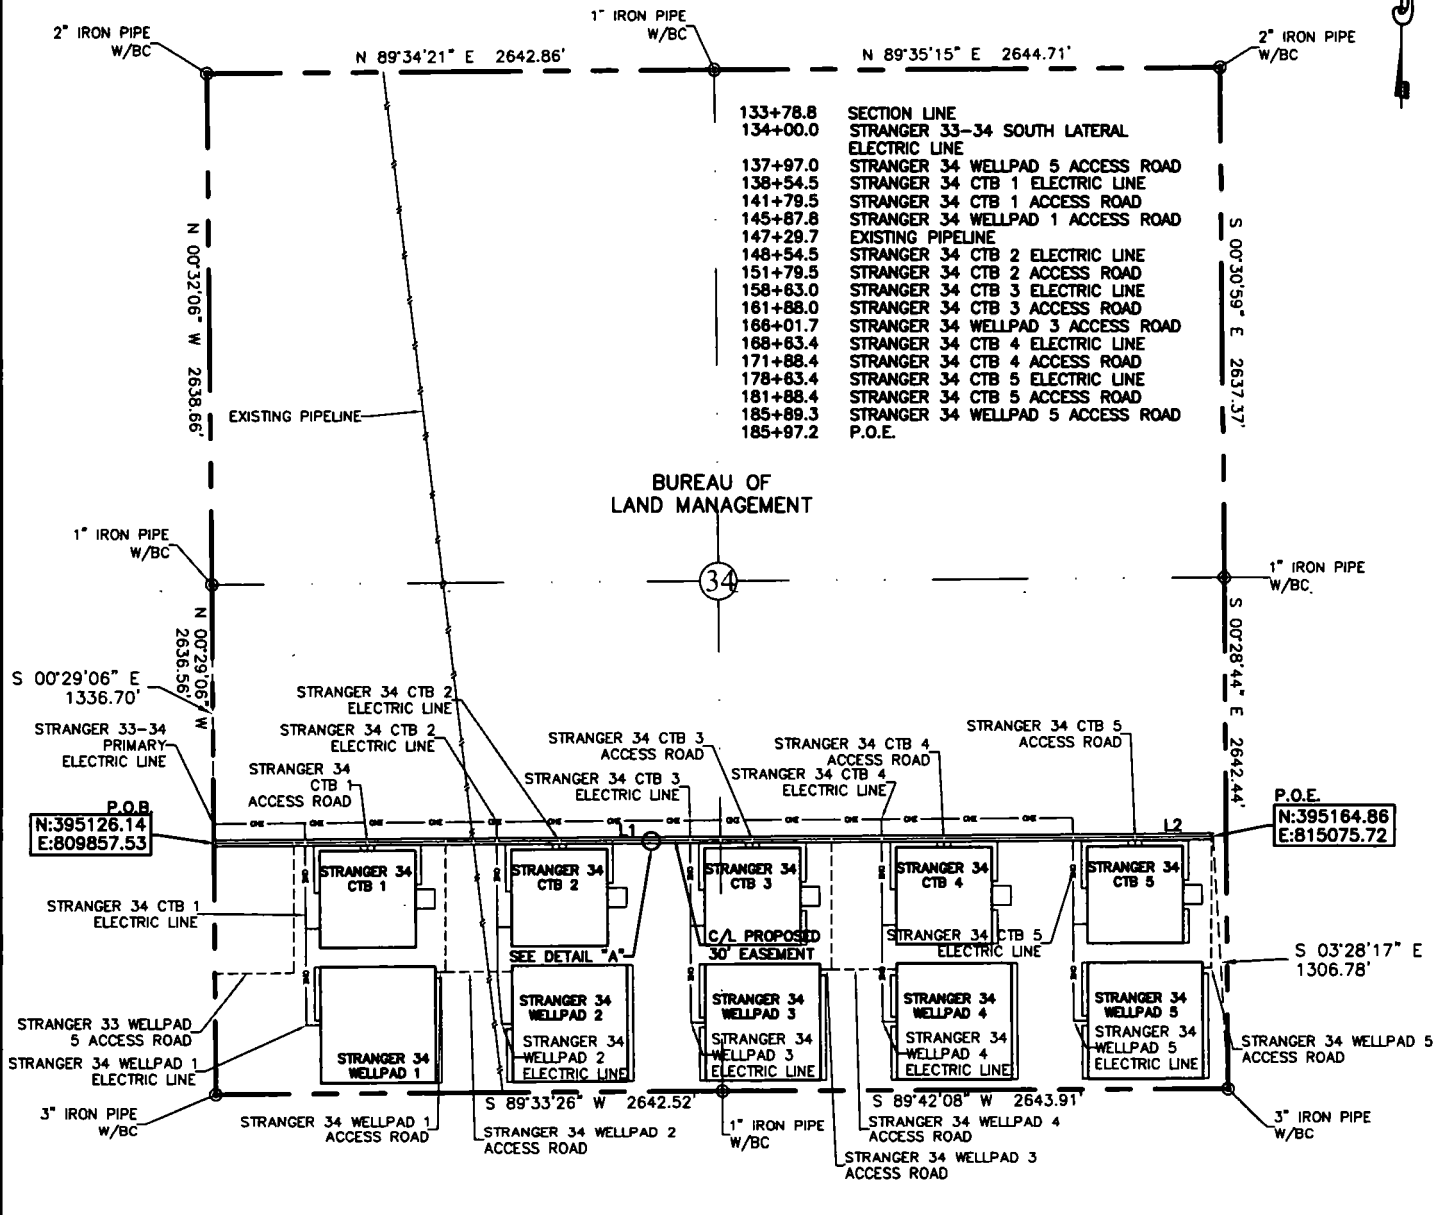 2" IRON PIPE
W/BC
1" IRON PIPE
W/BC
2" IRON PIPE
W/BC
N 89°34'21" E 2642.86'
N 89°35'15" E 2644.71'
133+78.8 SECTION LINE
134+00.0 STRANGER 33-34 SOUTH LATERAL
ELECTRIC LINE
137+97.0 STRANGER 34 WELLPAD 5 ACCESS ROAD
138+54.5 STRANGER 34 CTB 1 ELECTRIC LINE
141+79.5 STRANGER 34 CTB 1 ACCESS ROAD
145+87.8 STRANGER 34 WELLPAD 1 ACCESS ROAD
147+29.7 EXISTING PIPELINE
148+54.5 STRANGER 34 CTB 2 ELECTRIC LINE
151+79.5 STRANGER 34 CTB 2 ACCESS ROAD
158+63.0 STRANGER 34 CTB 3 ELECTRIC LINE
161+88.0 STRANGER 34 CTB 3 ACCESS ROAD
166+01.7 STRANGER 34 WELLPAD 3 ACCESS ROAD
168+63.4 STRANGER 34 CTB 4 ELECTRIC LINE
171+88.4 STRANGER 34 CTB 4 ACCESS ROAD
178+63.4 STRANGER 34 CTB 5 ELECTRIC LINE
181+88.4 STRANGER 34 CTB 5 ACCESS ROAD
185+89.3 STRANGER 34 WELLPAD 5 ACCESS ROAD
185+97.2 P.O.E.
N 00°32'06" W 2638.66'
S 00°30'59" E 2637.37'
EXISTING PIPELINE
BUREAU OF
LAND MANAGEMENT
1" IRON PIPE
W/BC
34
1" IRON PIPE
W/BC
N 00°29'06" W
2636.56'
S 00°28'44" E 2642.44'
S 00°29'06" E
1336.70'
STRANGER 33-34
PRIMARY
ELECTRIC LINE
STRANGER 34 CTB 2
ELECTRIC LINE
STRANGER 34 CTB 2
ELECTRIC LINE
STRANGER 34
CTB 1
ACCESS ROAD
STRANGER 34 CTB 3
ACCESS ROAD
STRANGER 34 CTB 3
ELECTRIC LINE
STRANGER 34 CTB 4
ACCESS ROAD
STRANGER 34 CTB 4
ELECTRIC LINE
STRANGER 34 CTB 5
ACCESS ROAD
P.O.B.
N:395126.14
E:809857.53
OHE OHE OHE OHE OHE OHE OHE OHE OHE OHE
L1
L2
P.O.E.
N:395164.86
E:815075.72
STRANGER 34
CTB 1
STRANGER 34
CTB 2
STRANGER 34
CTB 3
STRANGER 34
CTB 4
STRANGER 34
CTB 5
OHE OHE OHE OHE OHE
STRANGER 34 CTB 1
ELECTRIC LINE
SEE DETAIL "A"
C/L PROPOSED
30' EASEMENT
STRANGER 34 CTB 5
ELECTRIC LINE
S 03°28'17" E
1306.78'
OHE OHE OHE OHE OHE
STRANGER 33 WELLPAD
5 ACCESS ROAD
STRANGER 34 WELLPAD 1
ELECTRIC LINE
STRANGER 34
WELLPAD 1
STRANGER 34
WELLPAD 2
STRANGER 34
WELLPAD 2
ELECTRIC LINE
STRANGER 34
WELLPAD 3
STRANGER 34
WELLPAD 3
ELECTRIC LINE
STRANGER 34
WELLPAD 4
STRANGER 34
WELLPAD 4
ELECTRIC LINE
STRANGER 34
WELLPAD 5
STRANGER 34
WELLPAD 5
ELECTRIC LINE
STRANGER 34 WELLPAD 5
ACCESS ROAD
3" IRON PIPE
W/BC
S 89°33'26" W 2642.52'
S 89°42'08" W 2643.91'
3" IRON PIPE
W/BC
STRANGER 34 WELLPAD 1
ACCESS ROAD
STRANGER 34 WELLPAD 2
ACCESS ROAD
1" IRON PIPE
W/BC
STRANGER 34 WELLPAD 4
ACCESS ROAD
STRANGER 34 WELLPAD 3
ACCESS ROAD